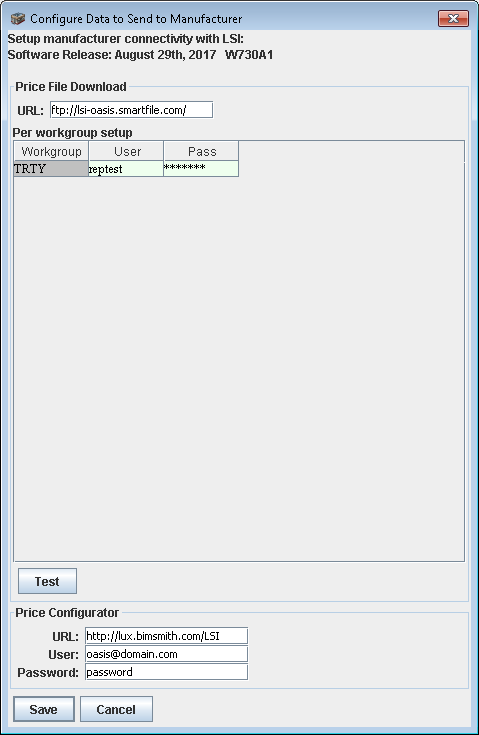 Configure Data to Send to Manufacturer
Setup manufacturer connectivity with LSI:
Software Release: August 29th, 2017 W730A1
Price File Download
URL: ftp://lsi-oasis.smartfile.com/
Per workgroup setup
Workgroup User Pass
TRTY reptest *******
Test
Price Configurator
URL: http://lux.bimsmith.com/LSI
User: oasis@domain.com
Password: password
Save Cancel